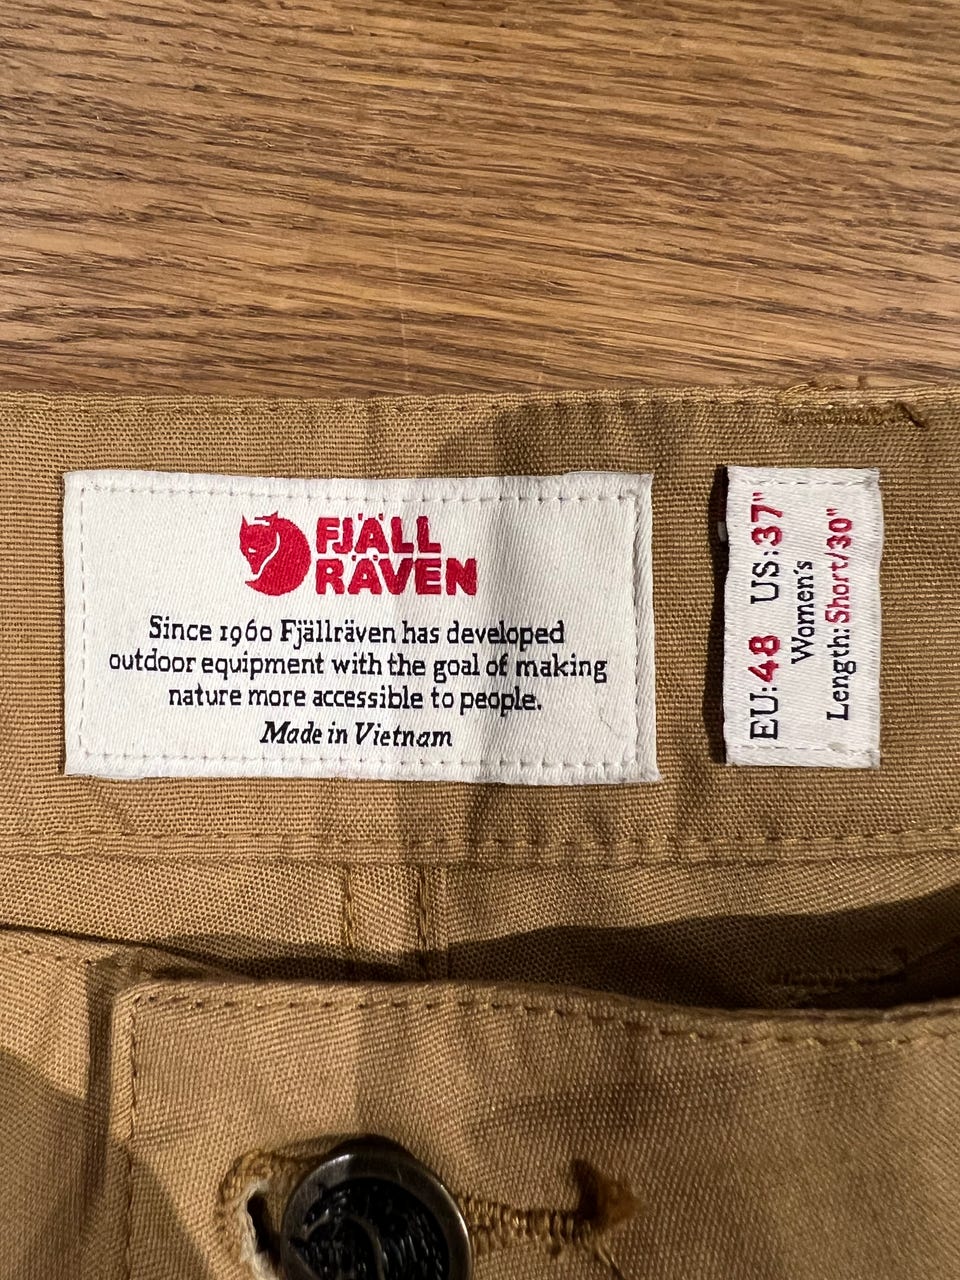 FJÄLL
RÄVEN
Since 1960 Fjällräven has developed
outdoor equipment with the goal of making
nature more accessible to people.
Made in Vietnam
EU:48 US:37"
Women's
Length:Short/30"